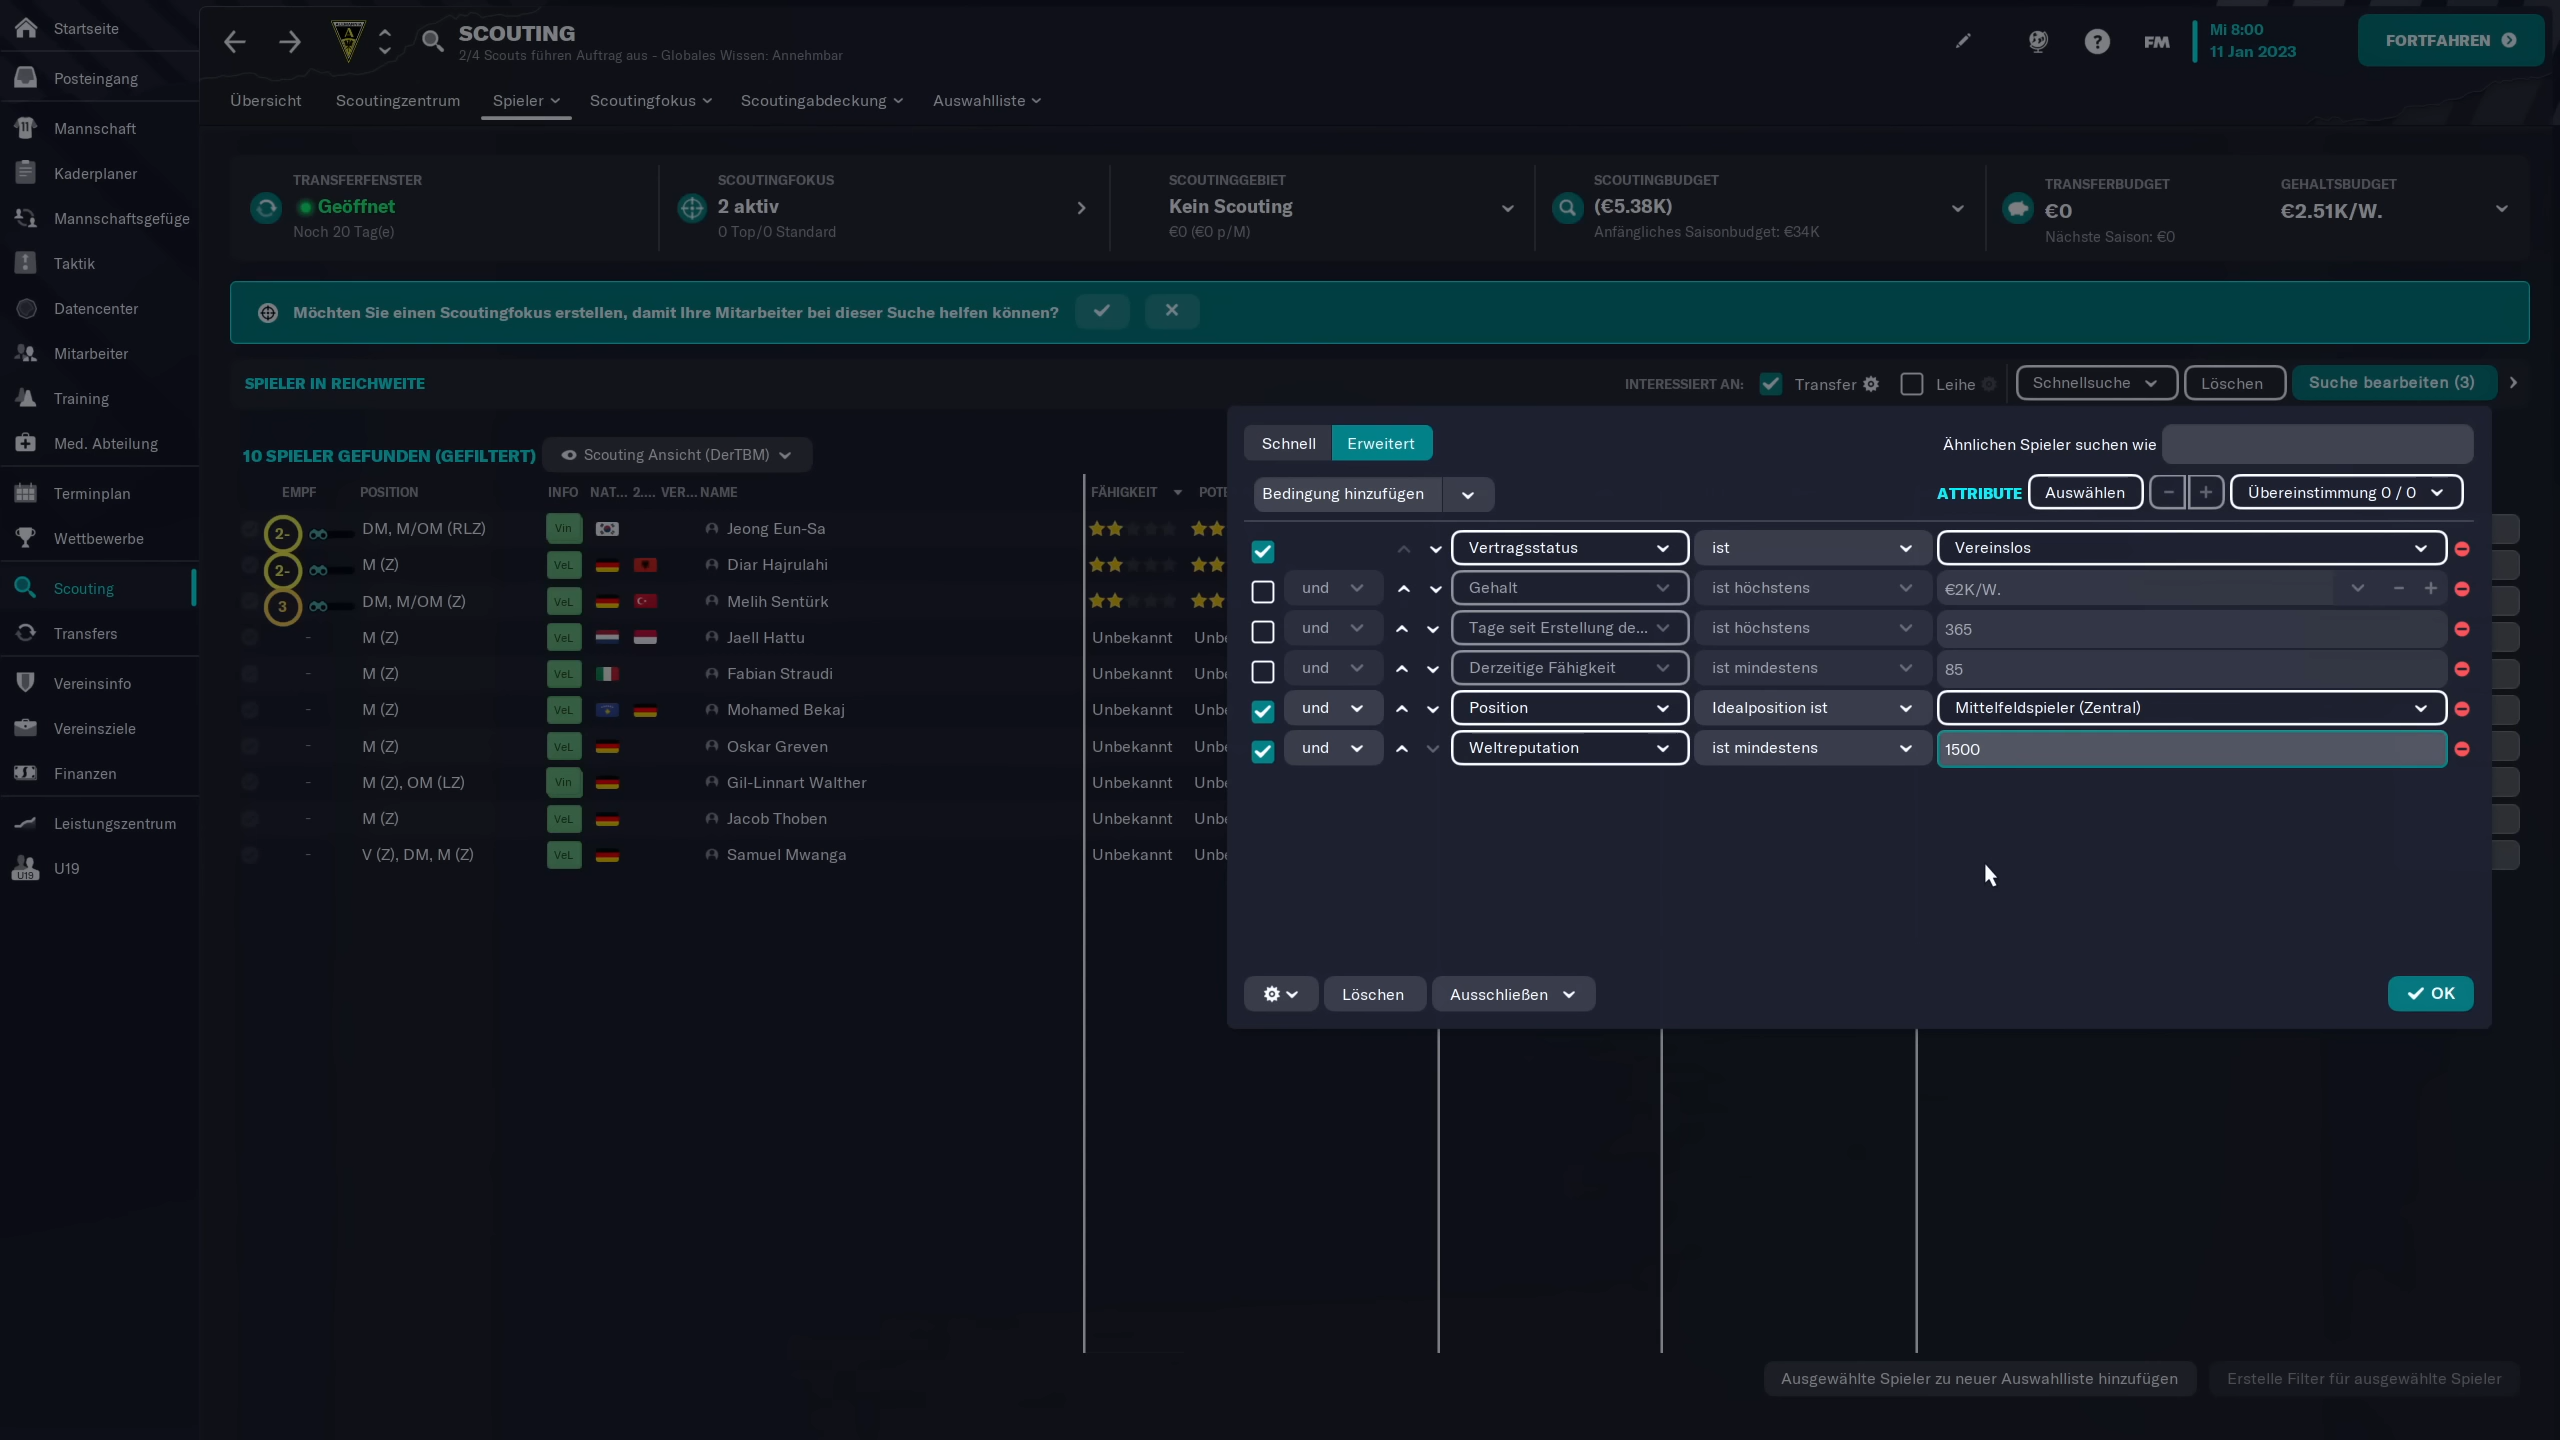 Startseite
Posteingang
Mannschaft
Kaderplaner
Mannschaftsgefüge
Taktik
Datencenter
Mitarbeiter
Training
Med. Abteilung
Terminplan
Wettbewerbe
Scouting
Transfers
Vereinsinfo
Vereinsziele
Finanzen
Leistungszentrum
U19
SCOUTING
2/4 Scouts führen Auftrag aus - Globales Wissen: Annehmbar
FM
Mi 8:00
11 Jan 2023
FORTFAHREN
Übersicht Scoutingzentrum Spieler Scoutingfokus Scoutingabdeckung Auswahlliste
TRANSFERFENSTER
Geöffnet
Noch 20 Tag(e)
SCOUTINGFOKUS
2 aktiv
0 Top/0 Standard
SCOUTINGGEBIET
Kein Scouting
€0 (€0 p/M)
SCOUTINGBUDGET
(€5.38K)
Anfängliches Saisonbudget: €34K
TRANSFERBUDGET
€0
Nächste Saison: €0
GEHALTSBUDGET
€2.51K/W.
Möchten Sie einen Scoutingfokus erstellen, damit Ihre Mitarbeiter bei dieser Suche helfen können?
SPIELER IN REICHWEITE
INTERESSIERT AN: Transfer Leihe Schnellsuche Löschen Suche bearbeiten (3)
10 SPIELER GEFUNDEN (GEFILTERT) Scouting Ansicht (DerTBM)
EMPF POSITION INFO NAT... 2.... VER... NAME FÄHIGKEIT POTE
2- DM, M/OM (RLZ) Vin Jeong Eun-Sa
2- M (Z) VeL Diar Hajrulahi
3 DM, M/OM (Z) VeL Melih Sentürk
- M (Z) VeL Jaell Hattu Unbekannt Unbe
- M (Z) VeL Fabian Straudi Unbekannt Unbe
- M (Z) VeL Mohamed Bekaj Unbekannt Unbe
- M (Z) VeL Oskar Greven Unbekannt Unbe
- M (Z), OM (LZ) Vin Gil-Linnart Walther Unbekannt Unbe
- M (Z) VeL Jacob Thoben Unbekannt Unbe
- V (Z), DM, M (Z) VeL Samuel Mwanga Unbekannt Unbe
Schnell Erweitert Ähnlichen Spieler suchen wie
Bedingung hinzufügen ATTRIBUTE Auswählen - + Übereinstimmung 0 / 0
Vertragsstatus ist Vereinslos
und Gehalt ist höchstens €2K/W. - +
und Tage seit Erstellung de... ist höchstens 365
und Derzeitige Fähigkeit ist mindestens 85
und Position Idealposition ist Mittelfeldspieler (Zentral)
und Weltreputation ist mindestens 1500
Löschen Ausschließen OK
Ausgewählte Spieler zu neuer Auswahlliste hinzufügen Erstelle Filter für ausgewählte Spieler